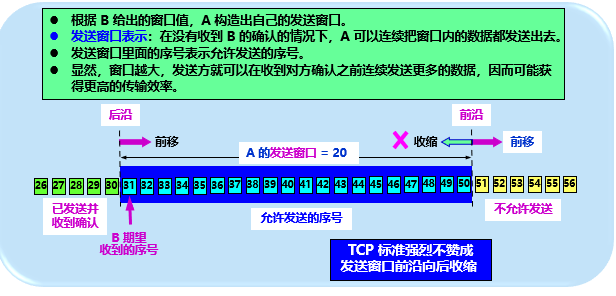 ● 根据 B 给出的窗口值，A 构造出自己的发送窗口。
● 发送窗口表示：在没有收到 B 的确认的情况下，A 可以连续把窗口内的数据都发送出去。
● 发送窗口里面的序号表示允许发送的序号。
● 显然，窗口越大，发送方就可以在收到对方确认之前连续发送更多的数据，因而可能获
得更高的传输效率。
后沿 前沿
前移 收缩 前移
A 的发送窗口 = 20
26 27 28 29 30 31 32 33 34 35 36 37 38 39 40 41 42 43 44 45 46 47 48 49 50 51 52 53 54 55 56
已发送并
收到确认
允许发送的序号
不允许发送
B 期望
收到的序号
TCP 标准强烈不赞成
发送窗口前沿向后收缩